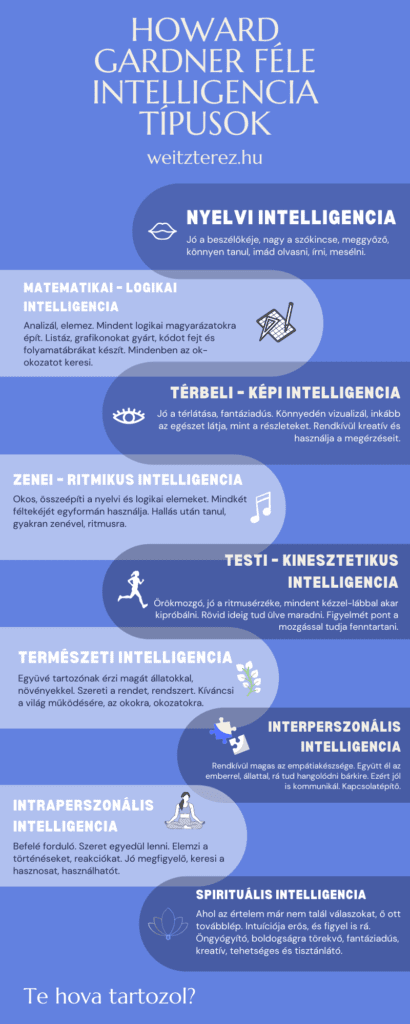 HOWARD
GARDNER FÉLE
INTELLIGENCIA
TÍPUSOK
weitzterez.hu
NYELVI INTELLIGENCIA
Jó a beszélőkéje, nagy a szókincse, meggyőző,
könnyen tanul, imád olvasni, írni, mesélni.
MATEMATIKAI - LOGIKAI
INTELLIGENCIA
Analizál, elemez. Mindent logikai magyarázatokra
épít. Listáz, grafikonokat gyárt, kódot fejt és
folyamatábrákat készít. Mindenben az ok-
okozatot keresi.
TÉRBELI - KÉPI INTELLIGENCIA
Jó a térlátása, fantáziadús. Könnyedén vizualizál, inkább
az egészet látja, mint a részleteket. Rendkívül kreatív és
használja a megérzéseit.
ZENEI - RITMIKUS INTELLIGENCIA
Okos, összeépíti a nyelvi és logikai elemeket. Mindkét
féltekéjét egyformán használja. Hallás után tanul,
gyakran zenével, ritmusra.
TESTI - KINESZTETIKUS
INTELLIGENCIA
Örökmozgó, jó a ritmusérzéke, mindent kézzel-lábbal akar
kipróbálni. Rövid ideig tud ülve maradni. Figyelmét pont a
mozgással tudja fenntartani.
TERMÉSZETI INTELLIGENCIA
Együvé tartozónak érzi magát állatokkal,
növényekkel. Szereti a rendet, rendszert. Kíváncsi
a világ működésére, az okokra, okozatokra.
INTERPERSZONÁLIS
INTELLIGENCIA
Rendkívül magas az empátiakészsége. Együtt él az
emberrel, állattal, rá tud hangolódni bárkire. Ezért jól
is kommunikál. Kapcsolatépítő.
INTRAPERSZONÁLIS
INTELLIGENCIA
Befelé forduló. Szeret egyedül lenni. Elemzi a
történéseket, reakciókat. Jó megfigyelő, keresi a
hasznosat, használhatót.
SPIRITUÁLIS INTELLIGENCIA
Ahol az értelem már nem talál válaszokat, ő ott
továbblép. Intuíciója erős, és figyel is rá.
Öngyógyító, boldogságra törekvő, fantáziadús,
kreatív, tehetséges és tisztánlátó.
Te hova tartozol?